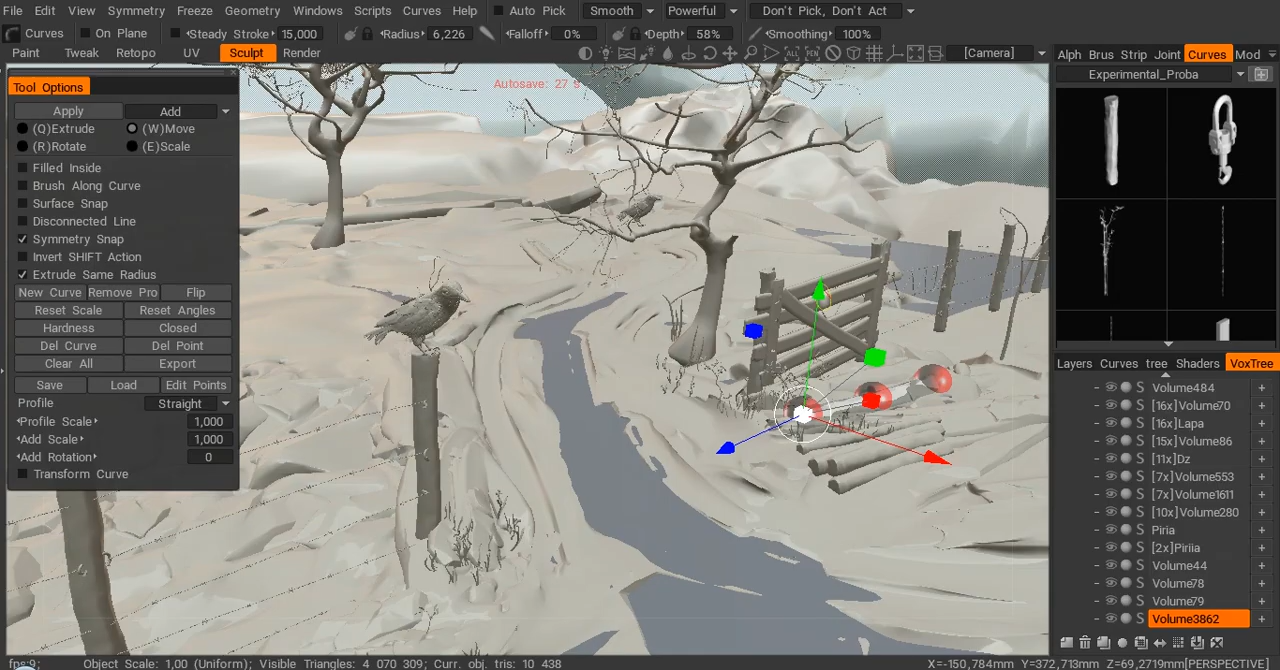 File Edit View Symmetry Freeze Geometry Windows Scripts Curves Help Auto Pick Smooth Powerful Don't Pick, Don't Act
Curves On Plane Steady Stroke 15,000 Radius 6,226 Falloff 0% Depth 58% Smoothing 100%
Paint Tweak Retopo UV Sculpt Render [Camera] Alph Brus Strip Joint Curves Mod
Experimental_Proba
Tool Options
Autosave: 27 s
Apply Add
(Q)Extrude (W)Move
(R)Rotate (E)Scale
Filled Inside
Brush Along Curve
Surface Snap
Disconnected Line
Symmetry Snap
Invert SHIFT Action
Extrude Same Radius
New Curve Remove Pro Flip
Reset Scale Reset Angles
Hardness Closed
Del Curve Del Point
Clear All Export
Save Load Edit Points
Profile Straight
Profile Scale 1,000
Add Scale 1,000
Add Rotation 0
Transform Curve
Layers Curves tree Shaders VoxTree
S Volume484 +
S [16x]Volume70 +
S [16x]Lapa +
S [15x]Volume86 +
S [11x]Dz +
S [7x]Volume553 +
S [7x]Volume1611 +
S [10x]Volume280 +
S Piria +
S [2x]Piriia +
S Volume44 +
S Volume78 +
S Volume79 +
S Volume3862 +
fps:9; Object Scale: 1,00 (Uniform); Visible Triangles: 4 070 309; Curr. obj. tris: 10 438 X=-150,784mm Y=372,713mm Z=69,2719mm[PERSPECTIVE]